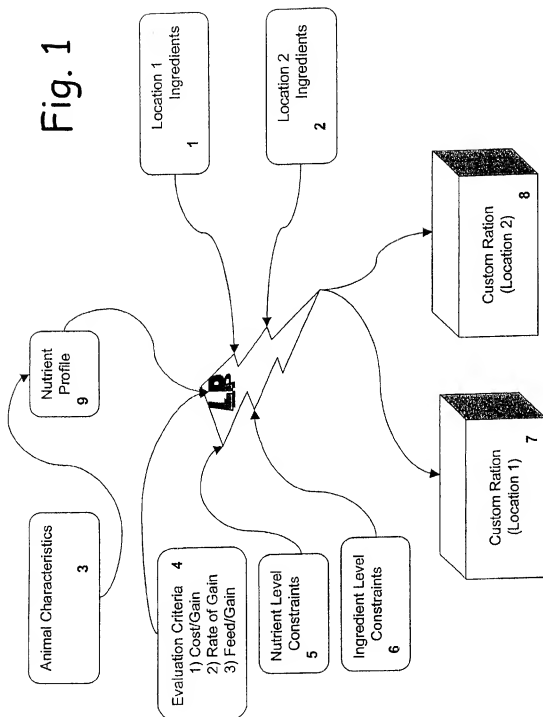 Fig. 1
Animal Characteristics
3
Nutrient
Profile
9
Location 1
Ingredients
1
Evaluation Criteria
4
1) Cost/Gain
2) Rate of Gain
3) Feed/Gain
LP
Location 2
Ingredients
2
Nutrient Level
Constraints
5
Ingredient Level
Constraints
6
Custom Ration
(Location 1)
7
Custom Ration
(Location 2)
8